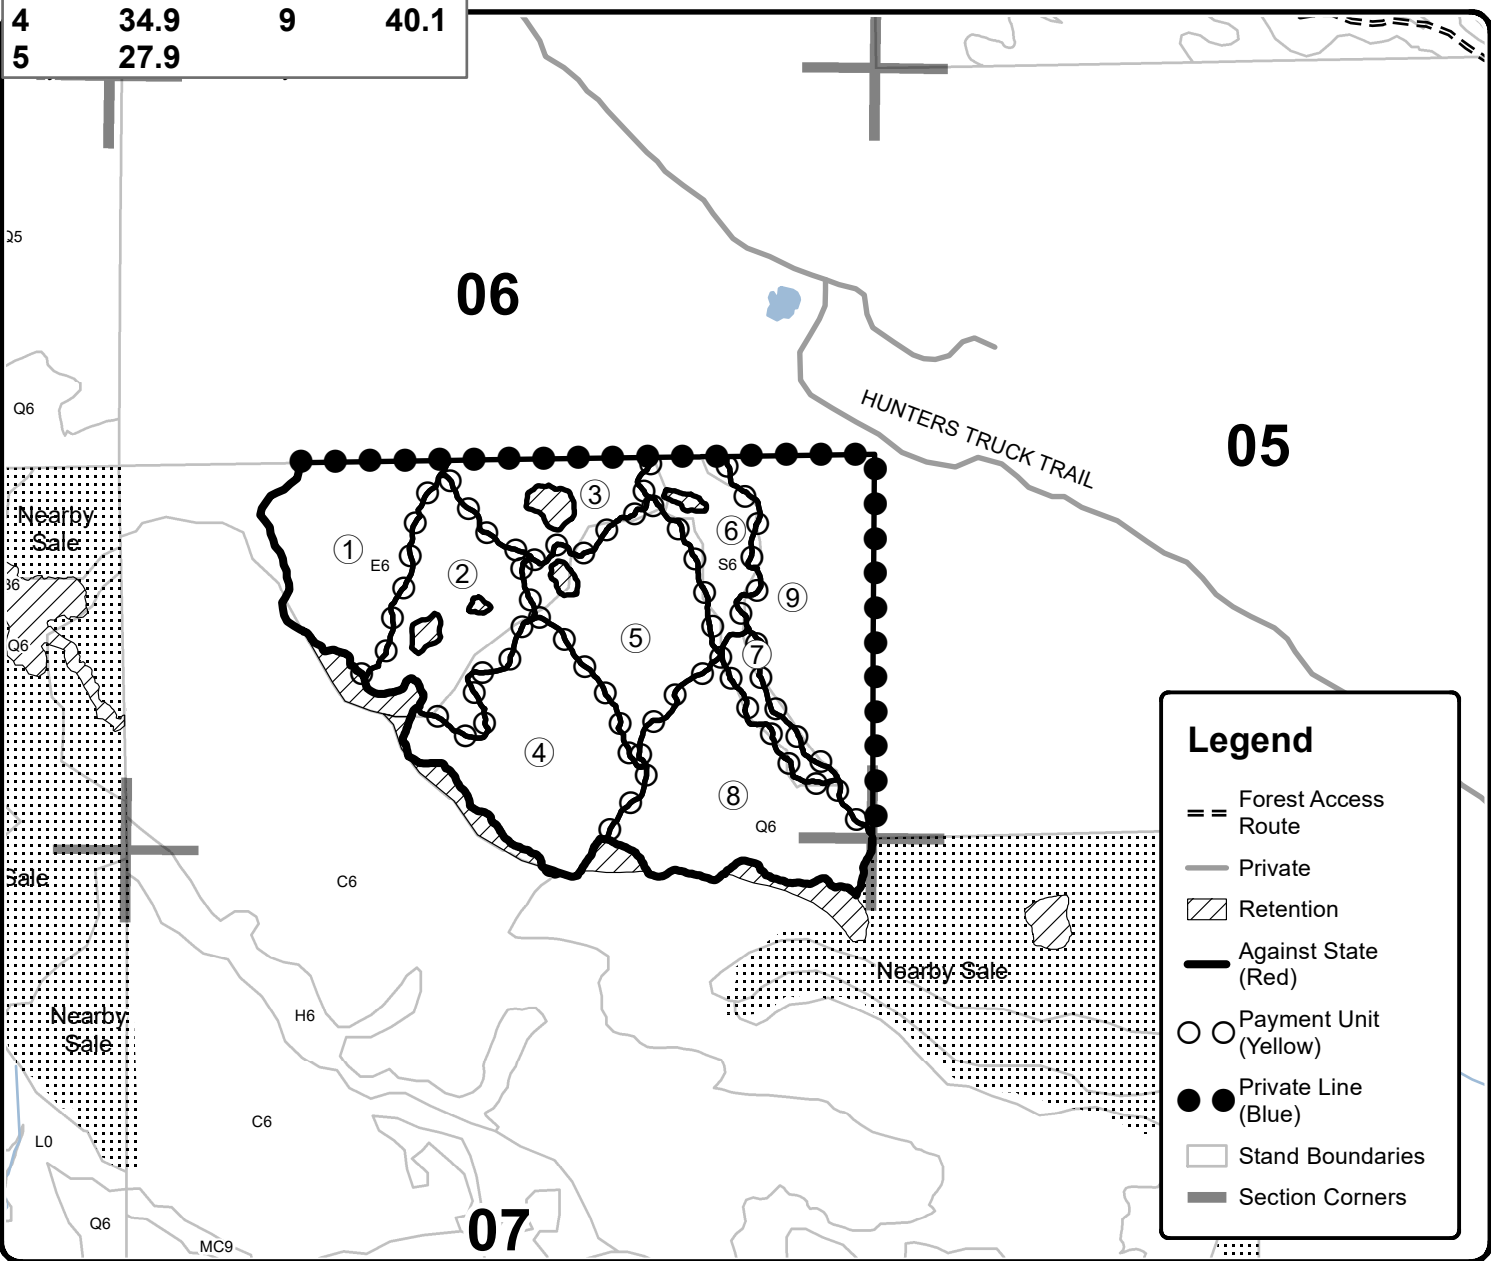 4 34.9 9 40.1
5 27.9
Q5
06
Q6
HUNTERS TRUCK TRAIL
05
Nearby
Sale
3
1
E6
2
6
S6
9
Q6
5
7
4
8
Q6
C6
Sale
Nearby Sale
Nearby
Sale
H6
C6
L0
Q6
07
MC9
Legend
Forest Access
Route
Private
Retention
Against State
(Red)
Payment Unit
(Yellow)
Private Line
(Blue)
Stand Boundaries
Section Corners